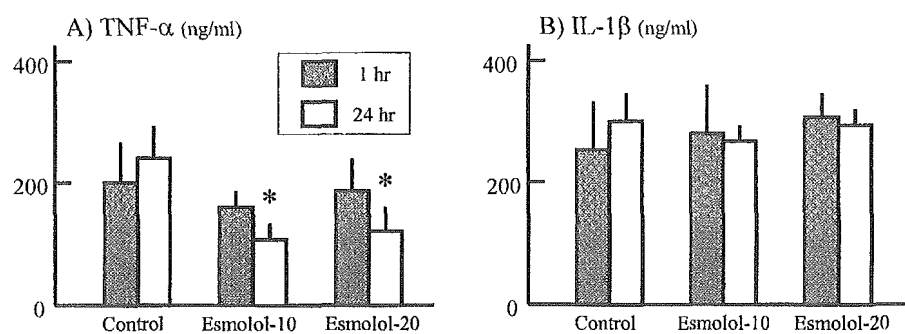 A) TNF-α (ng/ml)
400
200
0
1 hr
24 hr
*
*
Control Esmolol-10 Esmolol-20
B) IL-1β (ng/ml)
400
200
0
Control Esmolol-10 Esmolol-20